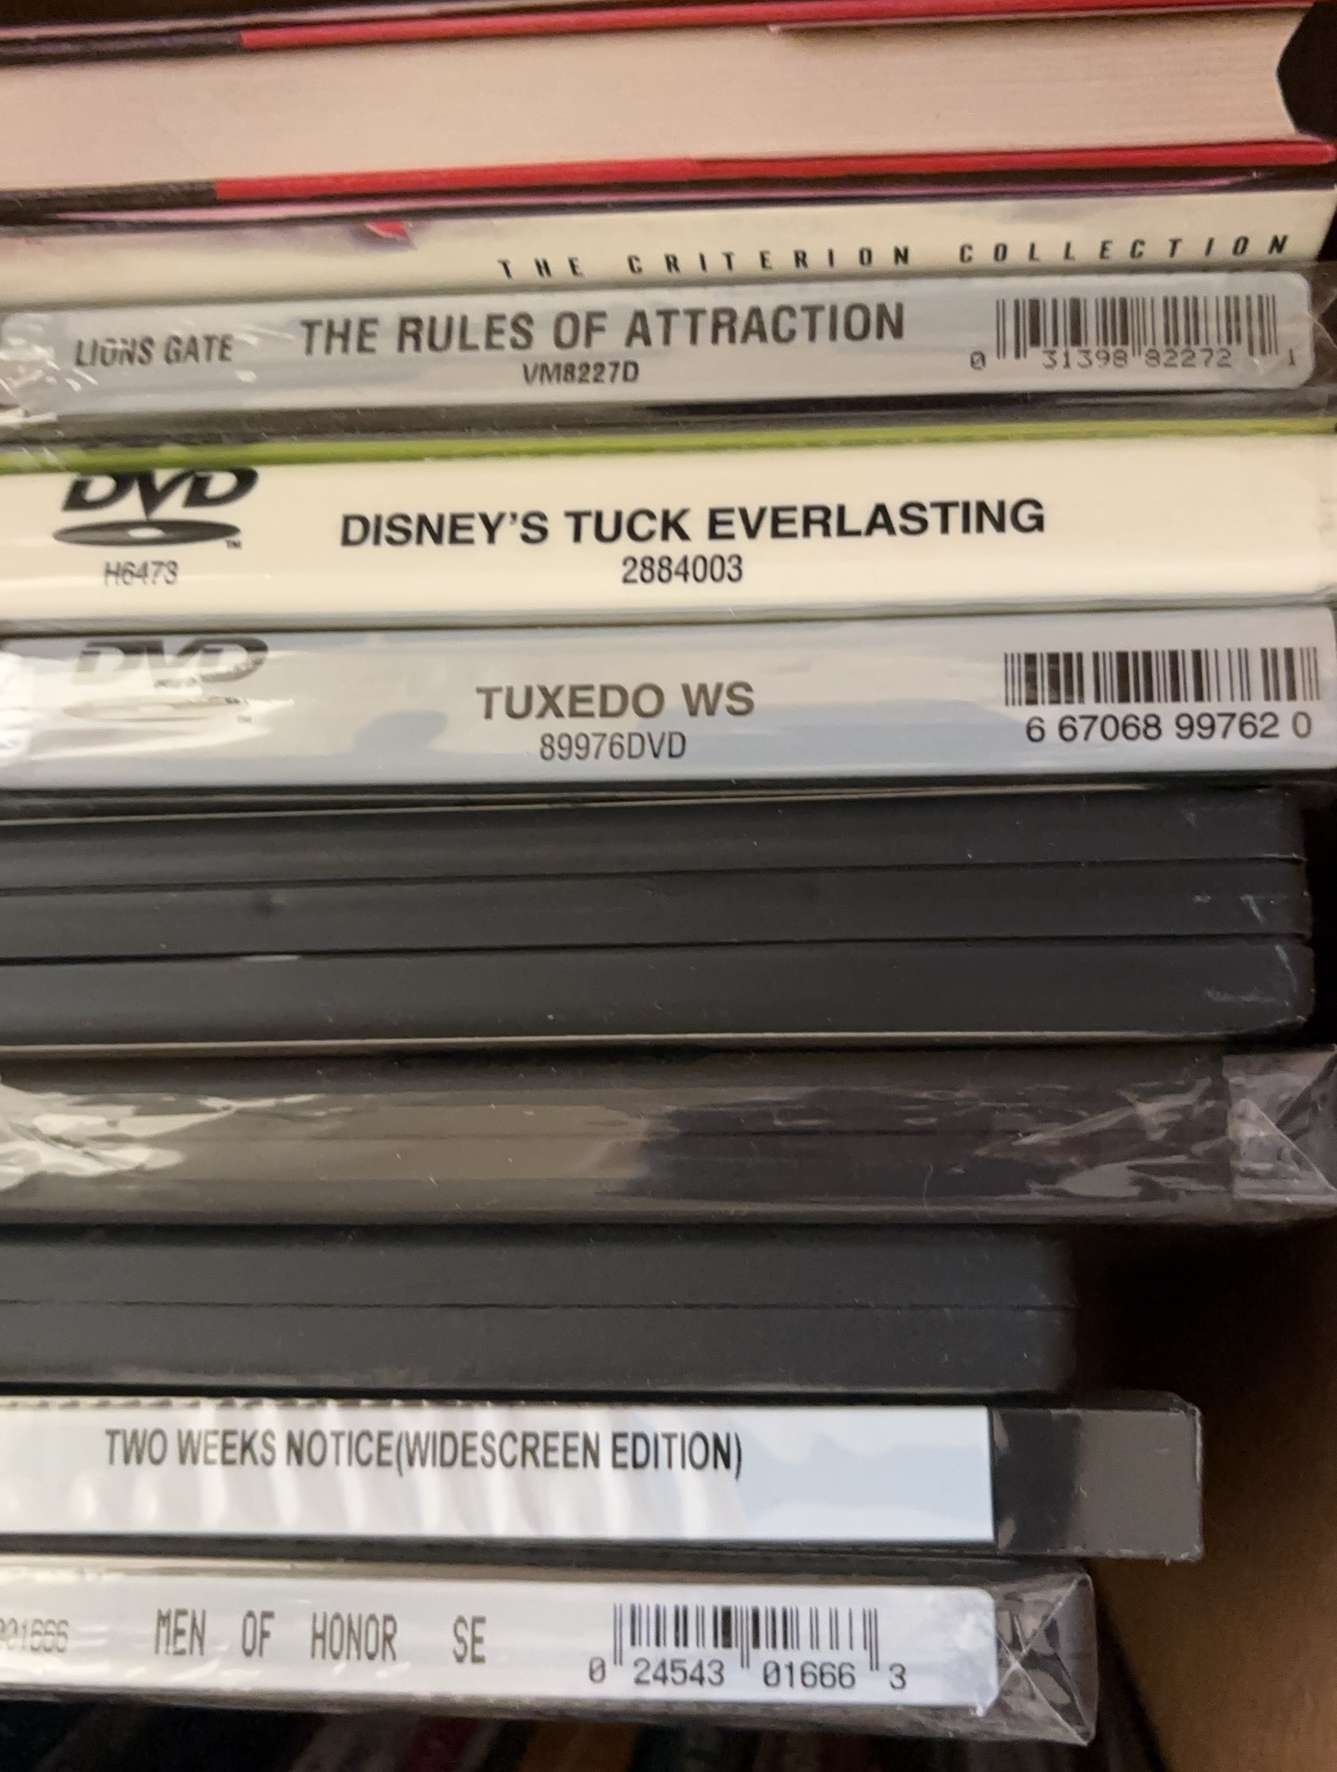 THE CRITERION COLLECTION
LIONS GATE
THE RULES OF ATTRACTION
VM8227D
0 31398 82272 1
DVD
H6473
DISNEY'S TUCK EVERLASTING
2884003
DVD
TUXEDO WS
89976DVD
6 67068 99762 0
TWO WEEKS NOTICE(WIDESCREEN EDITION)
MEN OF HONOR SE
0 24543 01666 3